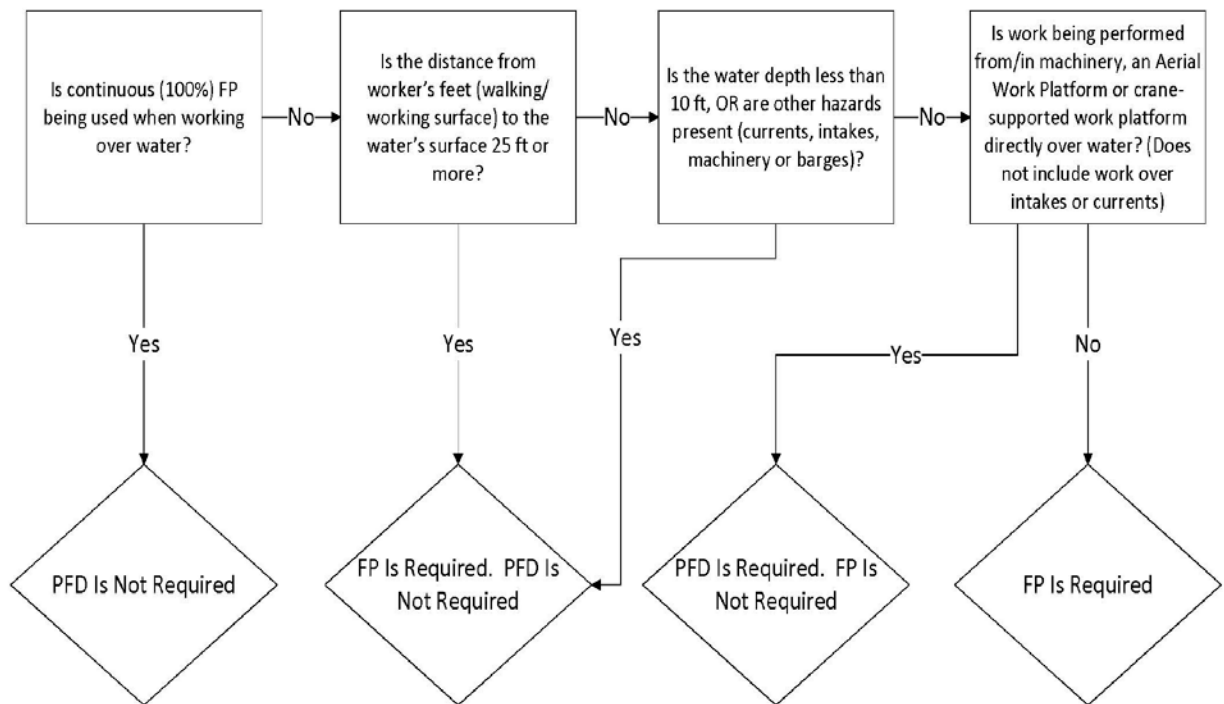 Is continuous (100%) FP
being used when working
over water?
No
Is the distance from
worker's feet (walking/
working surface) to the
water's surface 25 ft or
more?
No
Is the water depth less than
10 ft, OR are other hazards
present (currents, intakes,
machinery or barges)?
No
Is work being performed
from/in machinery, an Aerial
Work Platform or crane-
supported work platform
directly over water? (Does
not include work over
intakes or currents)
Yes
Yes
Yes
Yes
No
PFD Is Not Required
FP Is Required. PFD Is
Not Required
PFD Is Required. FP Is
Not Required
FP Is Required